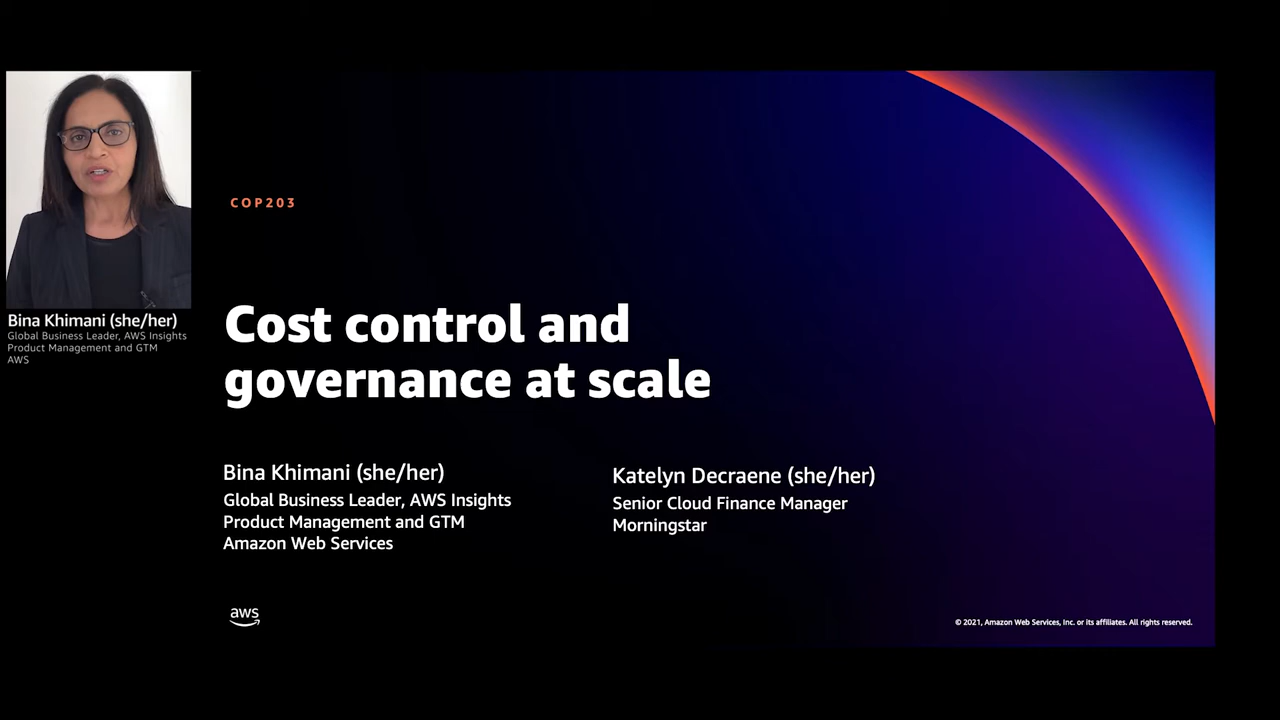 Bina Khimani (she/her)
Global Business Leader, AWS Insights
Product Management and GTM
AWS
COP203
Cost control and
governance at scale
Bina Khimani (she/her)
Global Business Leader, AWS Insights
Product Management and GTM
Amazon Web Services
Katelyn Decraene (she/her)
Senior Cloud Finance Manager
Morningstar
aws
© 2021, Amazon Web Services, Inc. or its affiliates. All rights reserved.